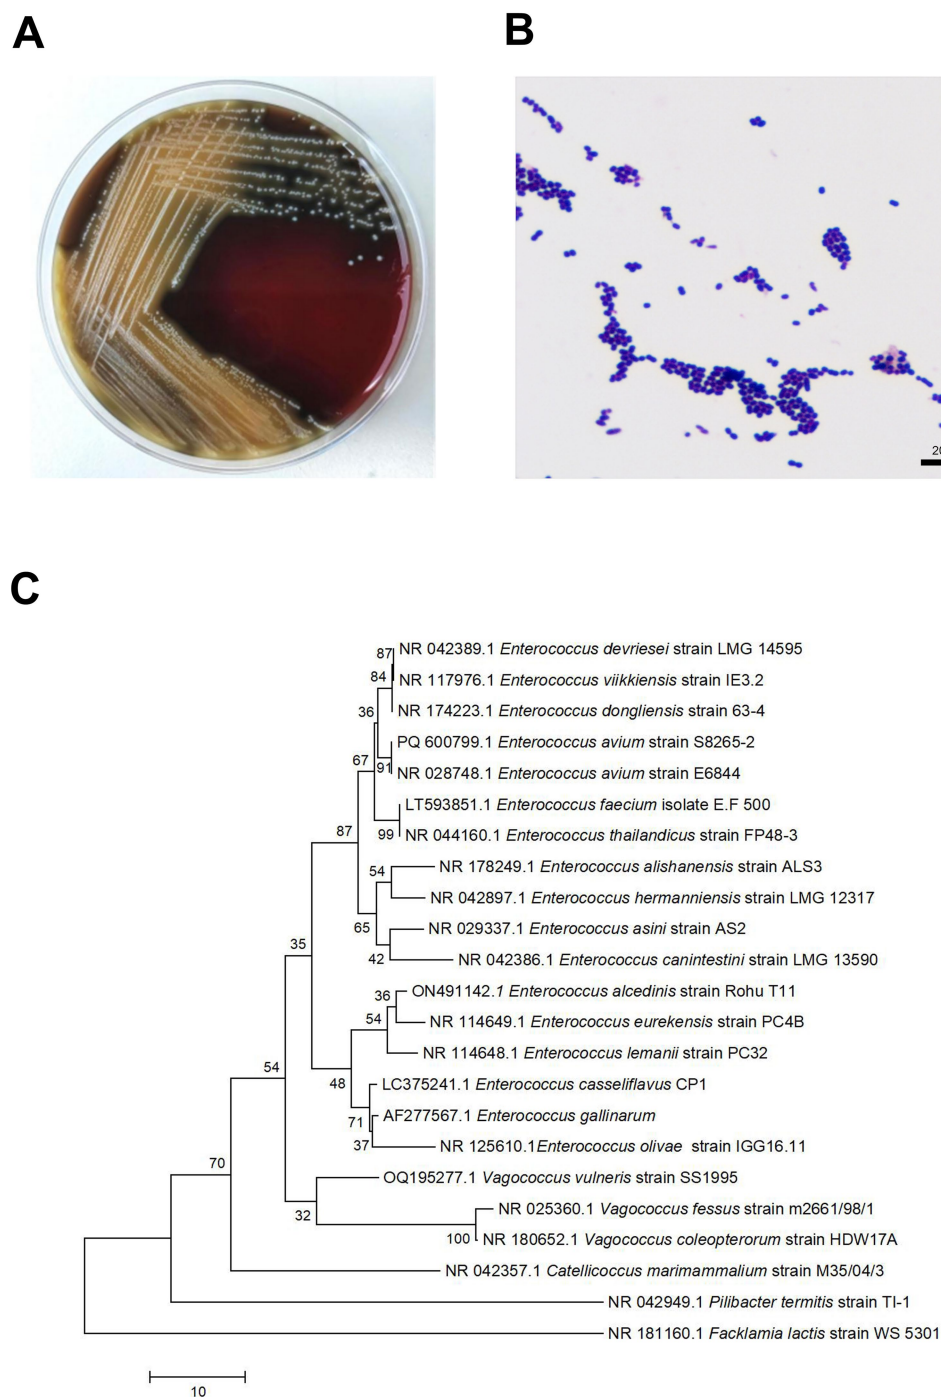 A
B
20
C
87
NR 042389.1 Enterococcus devriesei strain LMG 14595
84
NR 117976.1 Enterococcus viikkiensis strain IE3.2
36
NR 174223.1 Enterococcus dongliensis strain 63-4
PQ 600799.1 Enterococcus avium strain S8265-2
67
91
NR 028748.1 Enterococcus avium strain E6844
LT593851.1 Enterococcus faecium isolate E.F 500
87
99
NR 044160.1 Enterococcus thailandicus strain FP48-3
54
NR 178249.1 Enterococcus alishanensis strain ALS3
NR 042897.1 Enterococcus hermanniensis strain LMG 12317
65
NR 029337.1 Enterococcus asini strain AS2
35
42
NR 042386.1 Enterococcus canintestini strain LMG 13590
36
ON491142.1 Enterococcus alcedinis strain Rohu T11
54
NR 114649.1 Enterococcus eurekensis strain PC4B
NR 114648.1 Enterococcus lemanii strain PC32
54
48
LC375241.1 Enterococcus casseliflavus CP1
71
AF277567.1 Enterococcus gallinarum
37
NR 125610.1Enterococcus olivae strain IGG16.11
70
OQ195277.1 Vagococcus vulneris strain SS1995
32
NR 025360.1 Vagococcus fessus strain m2661/98/1
100
NR 180652.1 Vagococcus coleopterorum strain HDW17A
NR 042357.1 Catellicoccus marimammalium strain M35/04/3
NR 042949.1 Pilibacter termitis strain TI-1
NR 181160.1 Facklamia lactis strain WS 5301
10